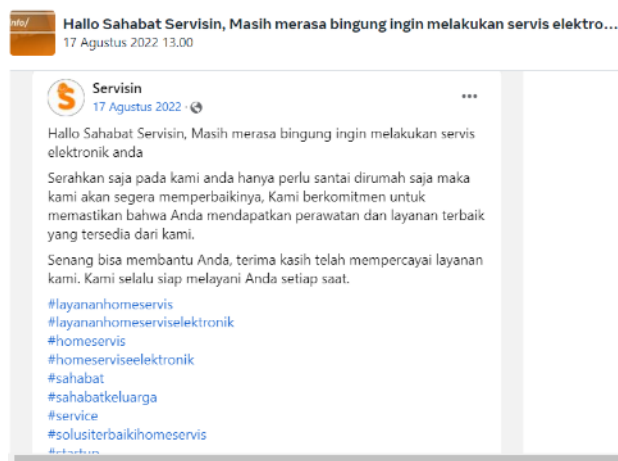 info/
Hallo Sahabat Servisin, Masih merasa bingung ingin melakukan servis elektro...
17 Agustus 2022 13.00
Servisin
17 Agustus 2022 ·
Hallo Sahabat Servisin, Masih merasa bingung ingin melakukan servis
elektronik anda
Serahkan saja pada kami anda hanya perlu santai dirumah saja maka
kami akan segera memperbaikinya, Kami berkomitmen untuk
memastikan bahwa Anda mendapatkan perawatan dan layanan terbaik
yang tersedia dari kami.
Senang bisa membantu Anda, terima kasih telah mempercayai layanan
kami. Kami selalu siap melayani Anda setiap saat.
#layananhomeservis
#layananhomeserviselektronik
#homeservis
#homeserviseelektronik
#sahabat
#sahabatkeluarga
#service
#solusiterbaikihomeservis
#startup